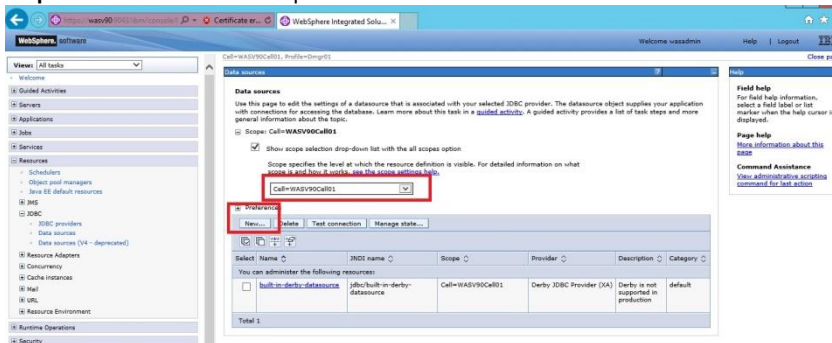 https://wasv90:9043/ibm/console/l
Certificate er...
WebSphere Integrated Solu...
WebSphere. software
Welcome wasadmin
Help | Logout
IBM
Cell=WASV90Cell01, Profile=Dmgr01
Close pa
View: All tasks
Welcome
Guided Activities
Servers
Applications
Jobs
Services
Resources
Schedulers
Object pool managers
Java EE default resources
JMS
JDBC
JDBC providers
Data sources
Data sources (V4 - deprecated)
Resource Adapters
Concurrency
Cache instances
Mail
URL
Resource Environment
Runtime Operations
Security
Data sources
?
Data sources
Use this page to edit the settings of a datasource that is associated with your selected JDBC provider. The datasource object supplies your application
with connections for accessing the database. Learn more about this task in a guided activity. A guided activity provides a list of task steps and more
general information about the topic.
Scope: Cell=WASV90Cell01
Show scope selection drop-down list with the all scopes
option
Scope specifies the level at which the resource definition is visible. For detailed information on what
scope is and how it works, see the scope settings help.
Cell=WASV90Cell01
Preferences
New... Delete Test connection Manage state...
Select Name JNDI name Scope Provider Description Category
You can administer the following resources:
built-in-derby-datasource jdbc/built-in-derby-
datasource Cell=WASV90Cell01 Derby JDBC Provider (XA) Derby is not
supported in
production default
Total 1
Help
Field help
For field help information,
select a field label or list
marker when the help cursor is
displayed.
Page help
More information about this
page
Command Assistance
View administrative scripting
command for last action